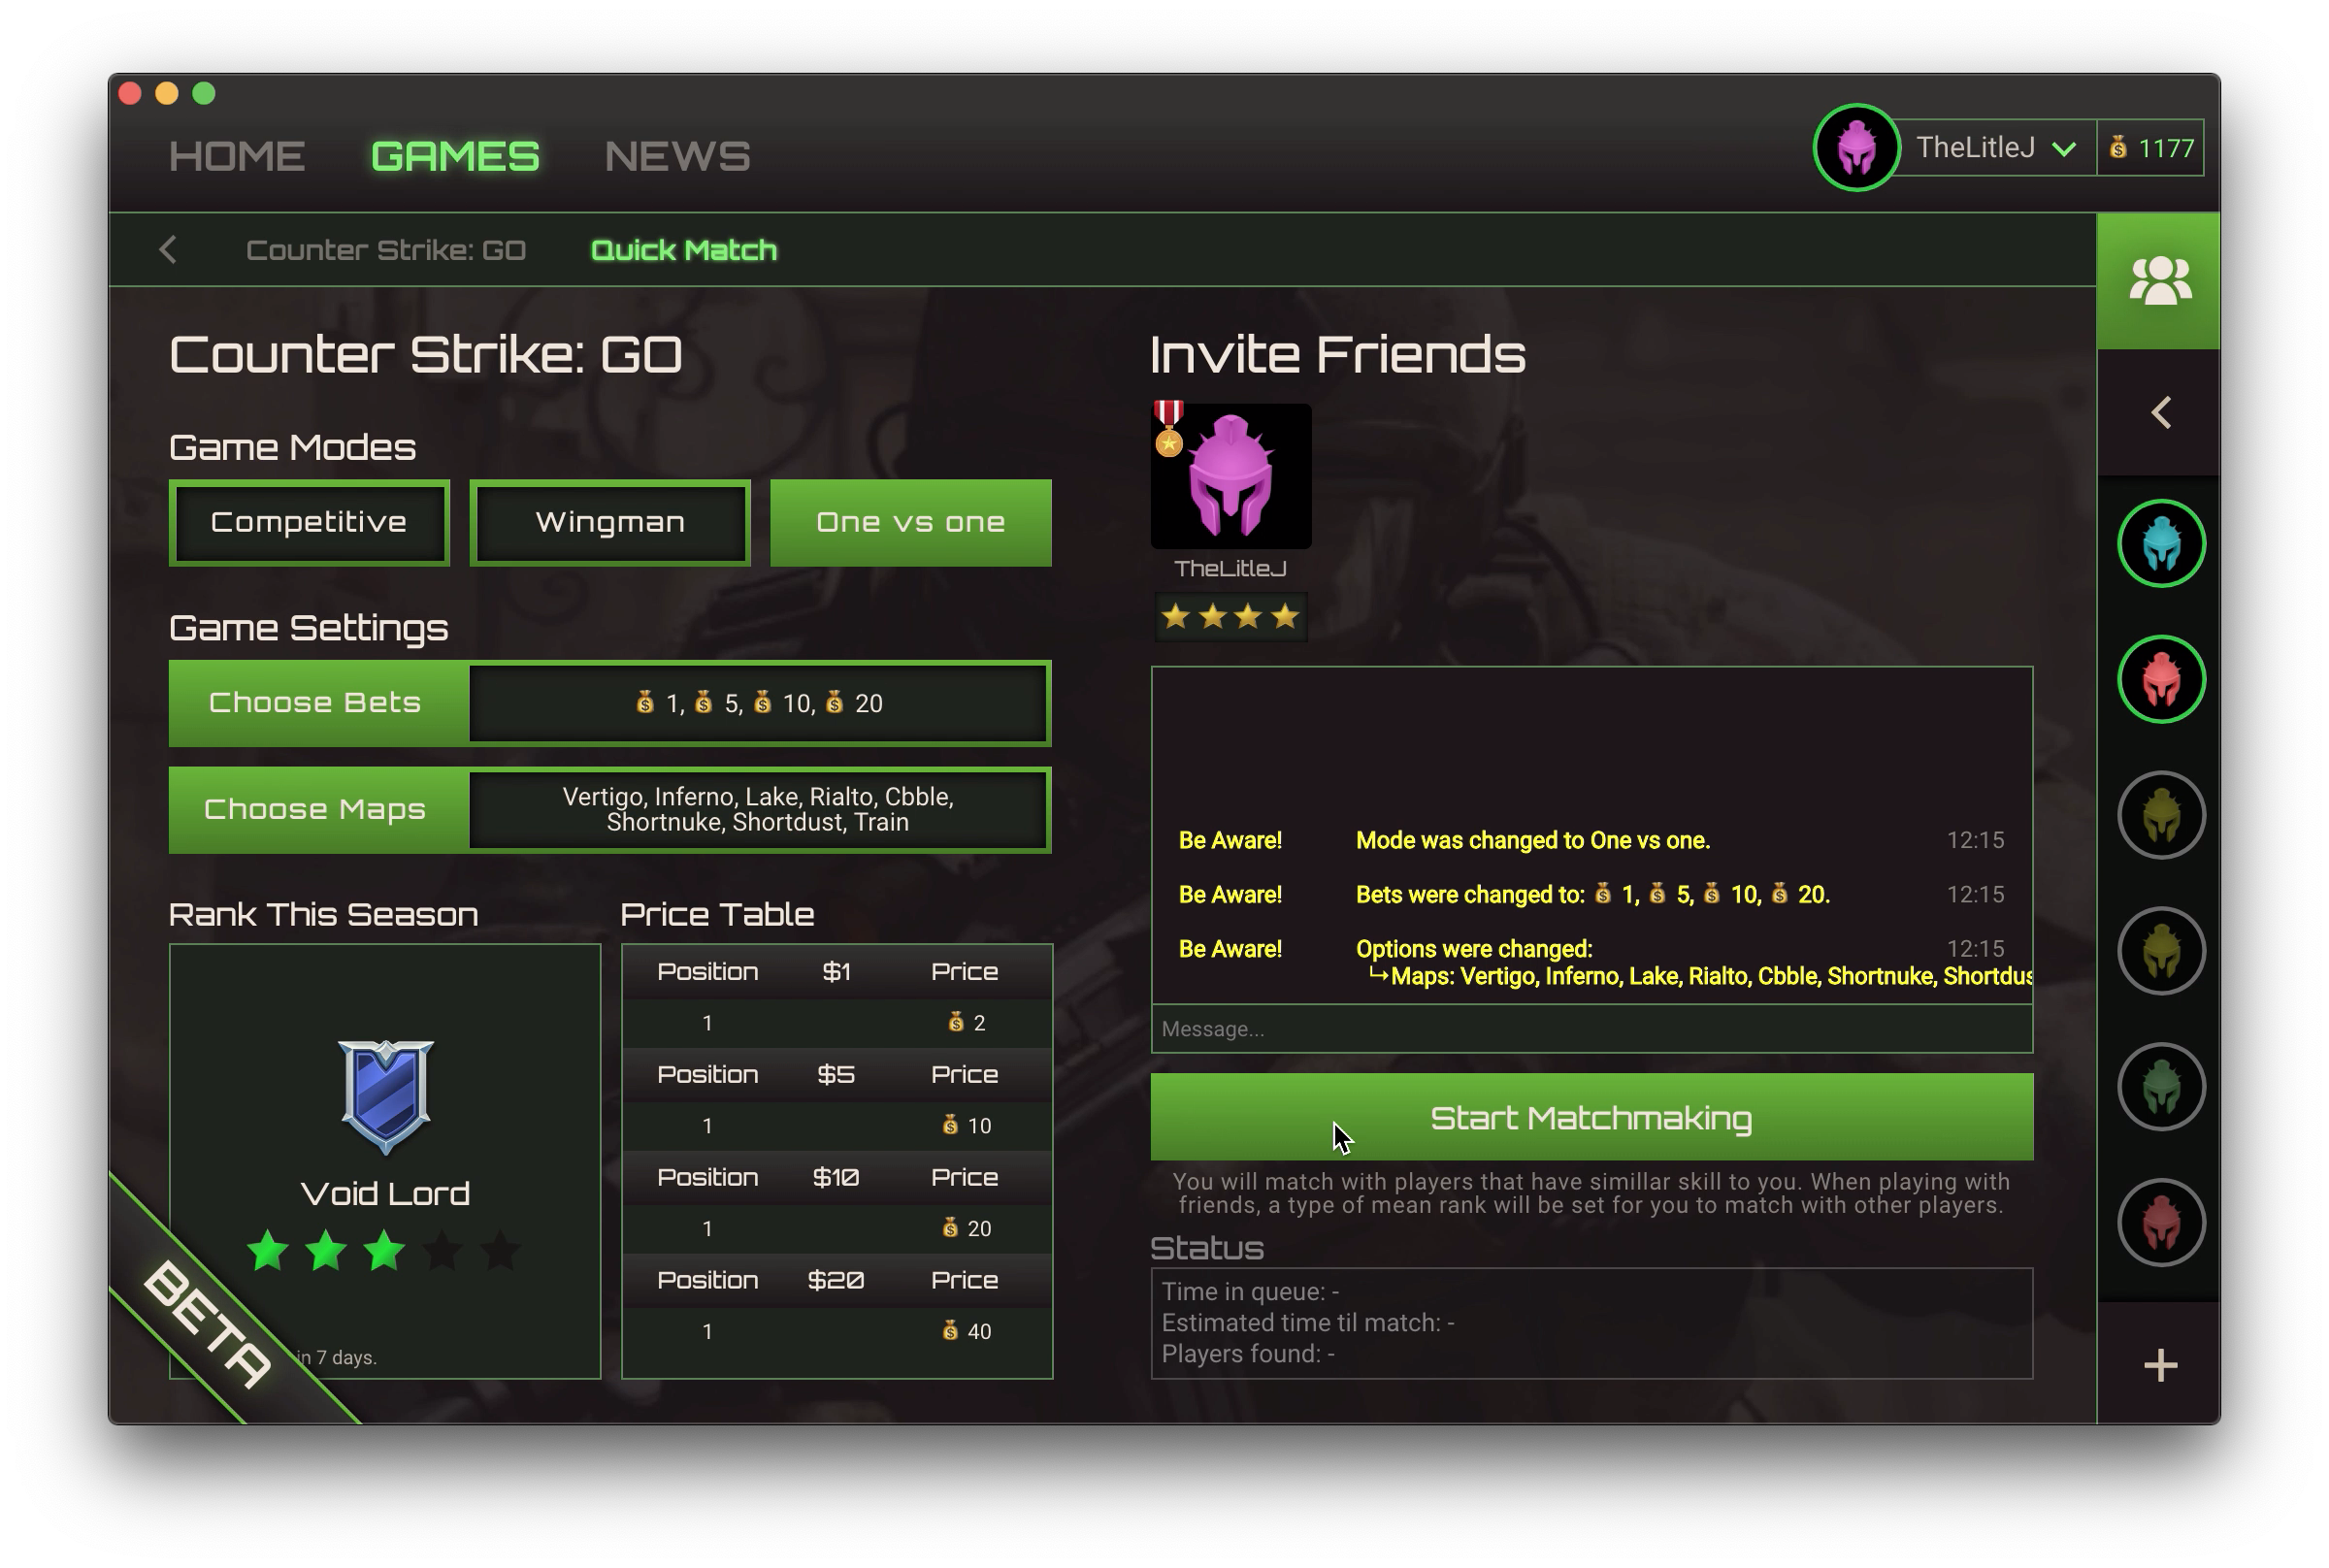 HOME GAMES NEWS
TheLitleJ 1177
Counter Strike: GO Quick Match
Counter Strike: GO
Game Modes
Competitive Wingman One vs one
Game Settings
Choose Bets 1, 5, 10, 20
Choose Maps
Vertigo, Inferno, Lake, Rialto, Cbble,
Shortnuke, Shortdust, Train
Rank This Season
Void Lord
in 7 days.
BETA
Price Table
Position $1 Price
1 2
Position $5 Price
1 10
Position $10 Price
1 20
Position $20 Price
1 40
Invite Friends
TheLitleJ
Be Aware! Mode was changed to One vs one. 12:15
Be Aware! Bets were changed to: 1, 5, 10, 20. 12:15
Be Aware! Options were changed: 12:15
↪Maps: Vertigo, Inferno, Lake, Rialto, Cbble, Shortnuke, Shortdus
Message...
Start Matchmaking
You will match with players that have simillar skill to you. When playing with
friends, a type of mean rank will be set for you to match with other players.
Status
Time in queue: -
Estimated time til match: -
Players found: -